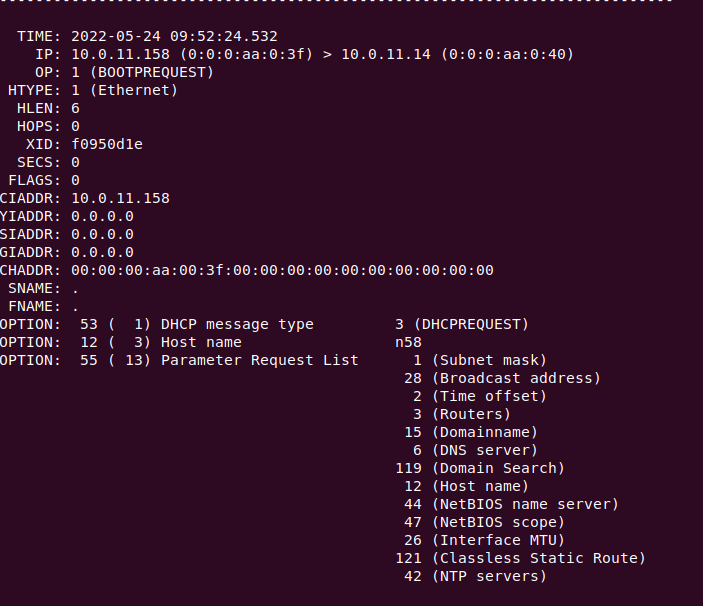 ---------------------------------------------------------------------------
TIME: 2022-05-24 09:52:24.532
IP: 10.0.11.158 (0:0:0:aa:0:3f) > 10.0.11.14 (0:0:0:aa:0:40)
OP: 1 (BOOTPREQUEST)
HTYPE: 1 (Ethernet)
HLEN: 6
HOPS: 0
XID: f0950d1e
SECS: 0
FLAGS: 0
CIADDR: 10.0.11.158
YIADDR: 0.0.0.0
SIADDR: 0.0.0.0
GIADDR: 0.0.0.0
CHADDR: 00:00:00:aa:00:3f:00:00:00:00:00:00:00:00:00:00
SNAME: .
FNAME: .
OPTION:  53 (  1) DHCP message type         3 (DHCPREQUEST)
OPTION:  12 (  3) Host name                 n58
OPTION:  55 ( 13) Parameter Request List      1 (Subnet mask)
28 (Broadcast address)
2 (Time offset)
3 (Routers)
15 (Domainname)
6 (DNS server)
119 (Domain Search)
12 (Host name)
44 (NetBIOS name server)
47 (NetBIOS scope)
26 (Interface MTU)
121 (Classless Static Route)
42 (NTP servers)